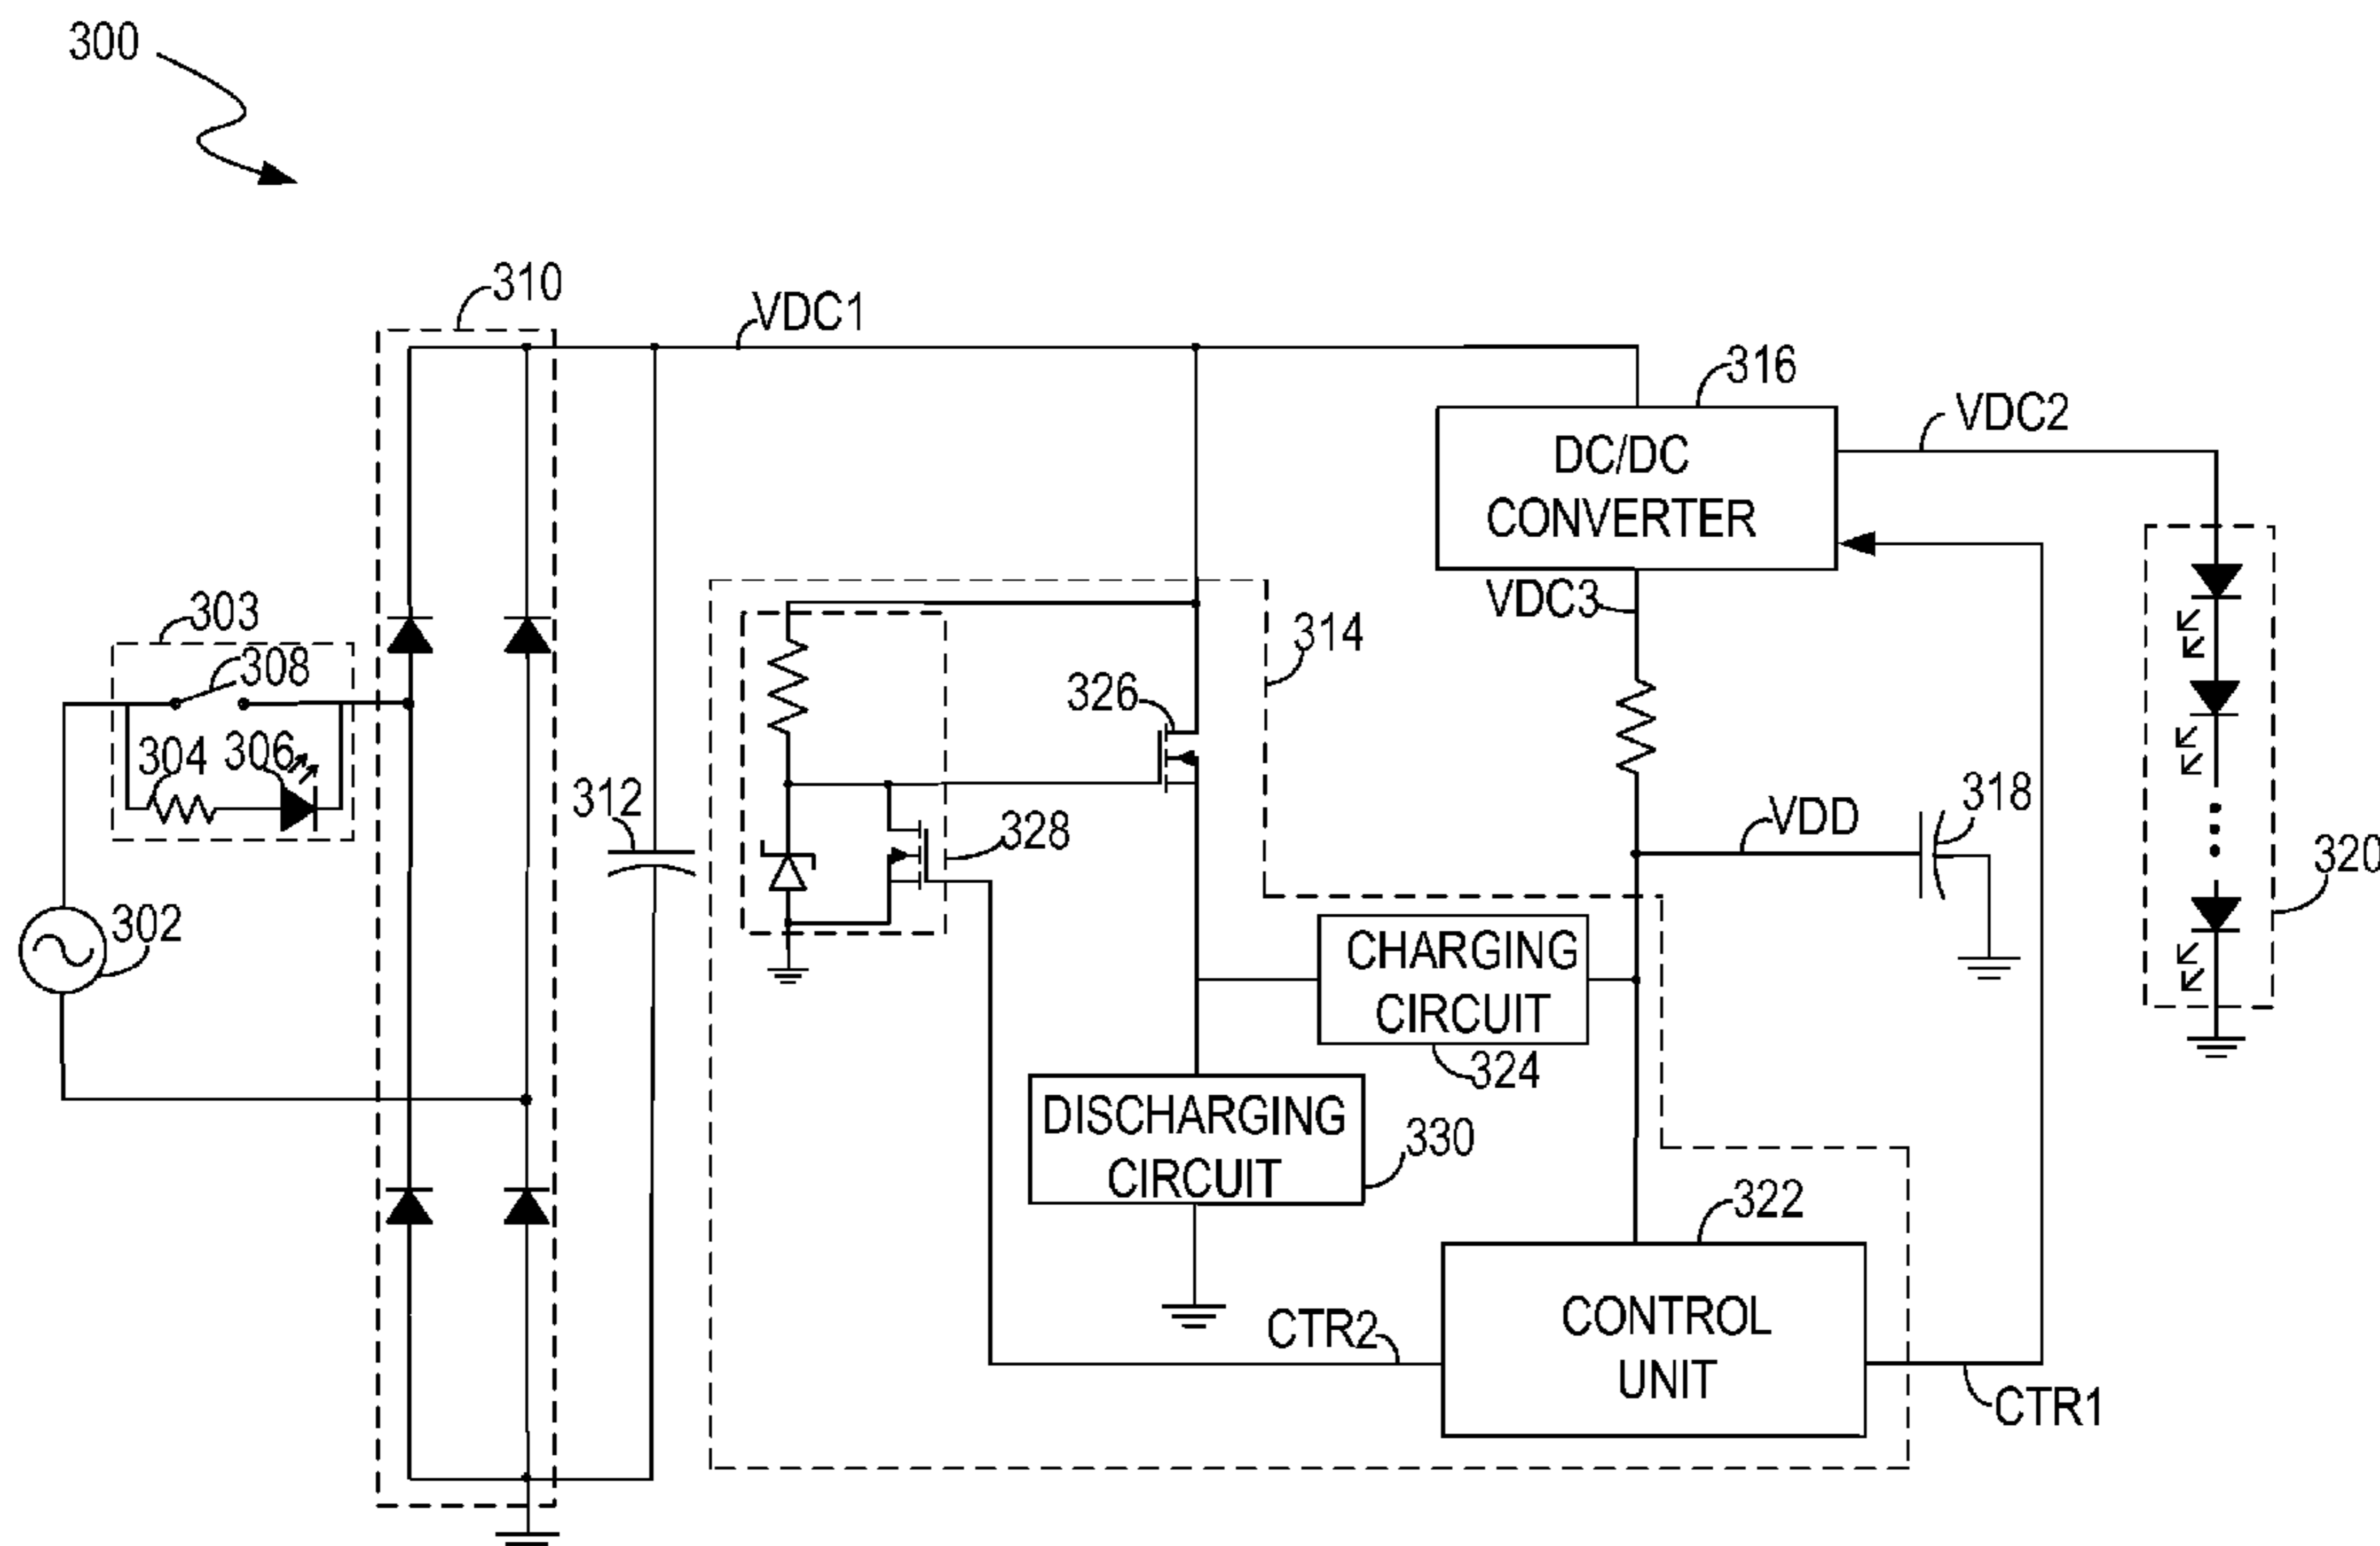 300
310
VDC1
316
VDC2
DC/DC
CONVERTER
303
308
304
306
302
312
314
VDC3
326
328
VDD
318
320
CHARGING
CIRCUIT
324
DISCHARGING
CIRCUIT
330
322
CONTROL
UNIT
CTR2
CTR1